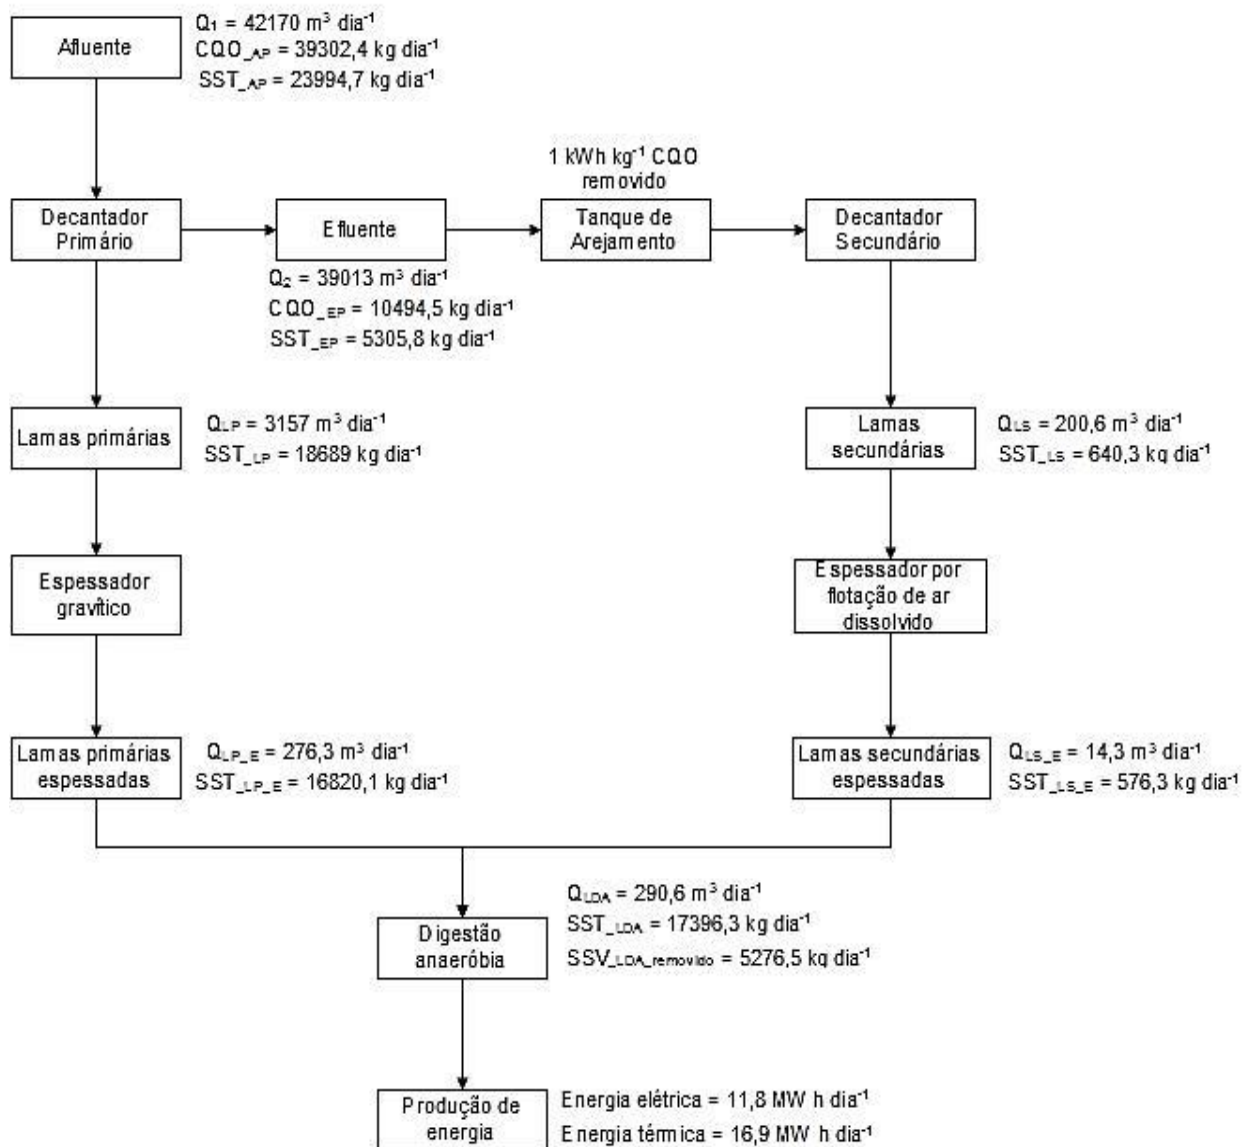 Afluente
Q₁ = 42170 m³ dia⁻¹
CQO_AP = 39302,4 kg dia⁻¹
SST_AP = 23994,7 kg dia⁻¹
1 kWh kg⁻¹ CQO
removido
Decantador
Primário
Efluente
Tanque de
Arejamento
Decantador
Secundário
Q₂ = 39013 m³ dia⁻¹
CQO_EP = 10494,5 kg dia⁻¹
SST_EP = 5305,8 kg dia⁻¹
Lamas primárias
Q_LP = 3157 m³ dia⁻¹
SST_LP = 18689 kg dia⁻¹
Lamas
secundárias
Q_LS = 200,6 m³ dia⁻¹
SST_LS = 640,3 kg dia⁻¹
Espessador
gravítico
Espessador por
flotação de ar
dissolvido
Lamas primárias
espessadas
Q_LP_E = 276,3 m³ dia⁻¹
SST_LP_E = 16820,1 kg dia⁻¹
Lamas secundárias
espessadas
Q_LS_E = 14,3 m³ dia⁻¹
SST_LS_E = 576,3 kg dia⁻¹
Digestão
anaeróbia
Q_LDA = 290,6 m³ dia⁻¹
SST_LDA = 17396,3 kg dia⁻¹
SSV_LDA_removido = 5276,5 kg dia⁻¹
Produção de
energia
Energia elétrica = 11,8 MW h dia⁻¹
Energia térmica = 16,9 MW h dia⁻¹